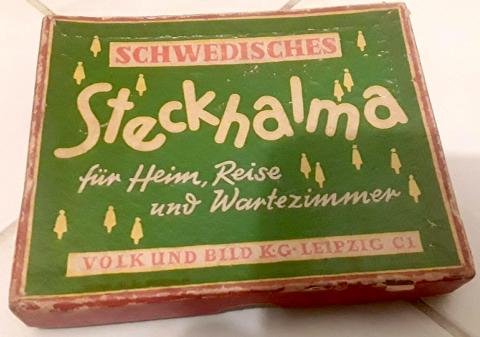 SCHWEDISCHES
Steckhalma
für Heim, Reise
und Wartezimmer
VOLK UND BILD K·G· LEIPZIG C1